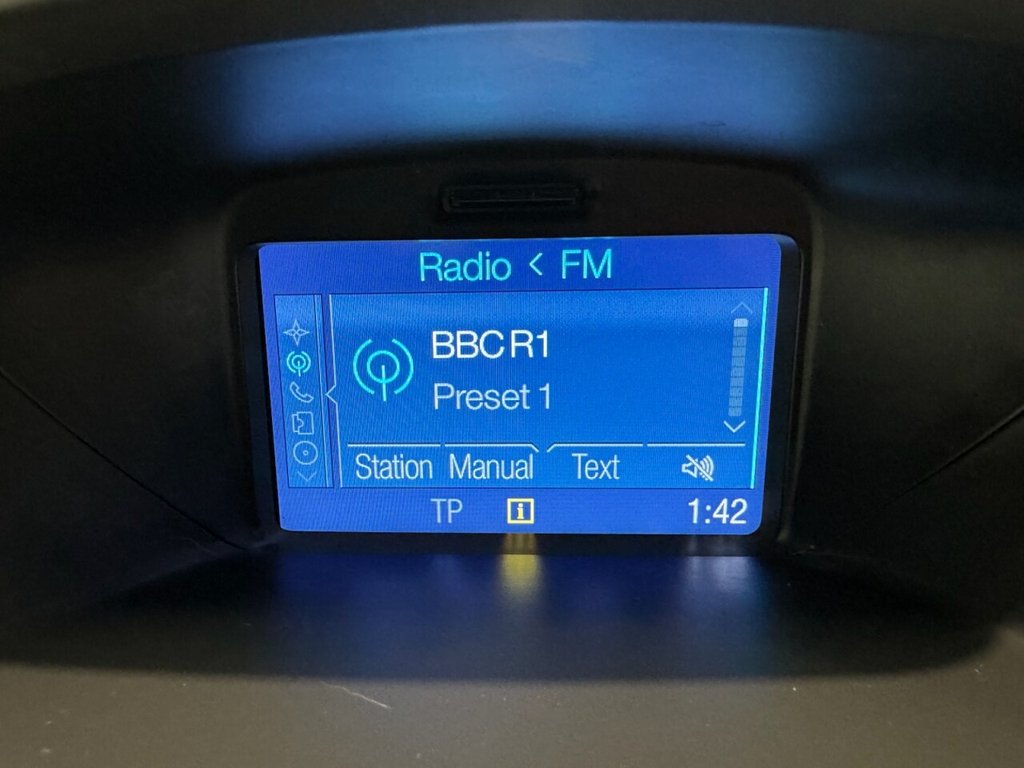 Radio < FM
BBC R1
Preset 1
Station Manual Text
TP i 1:42